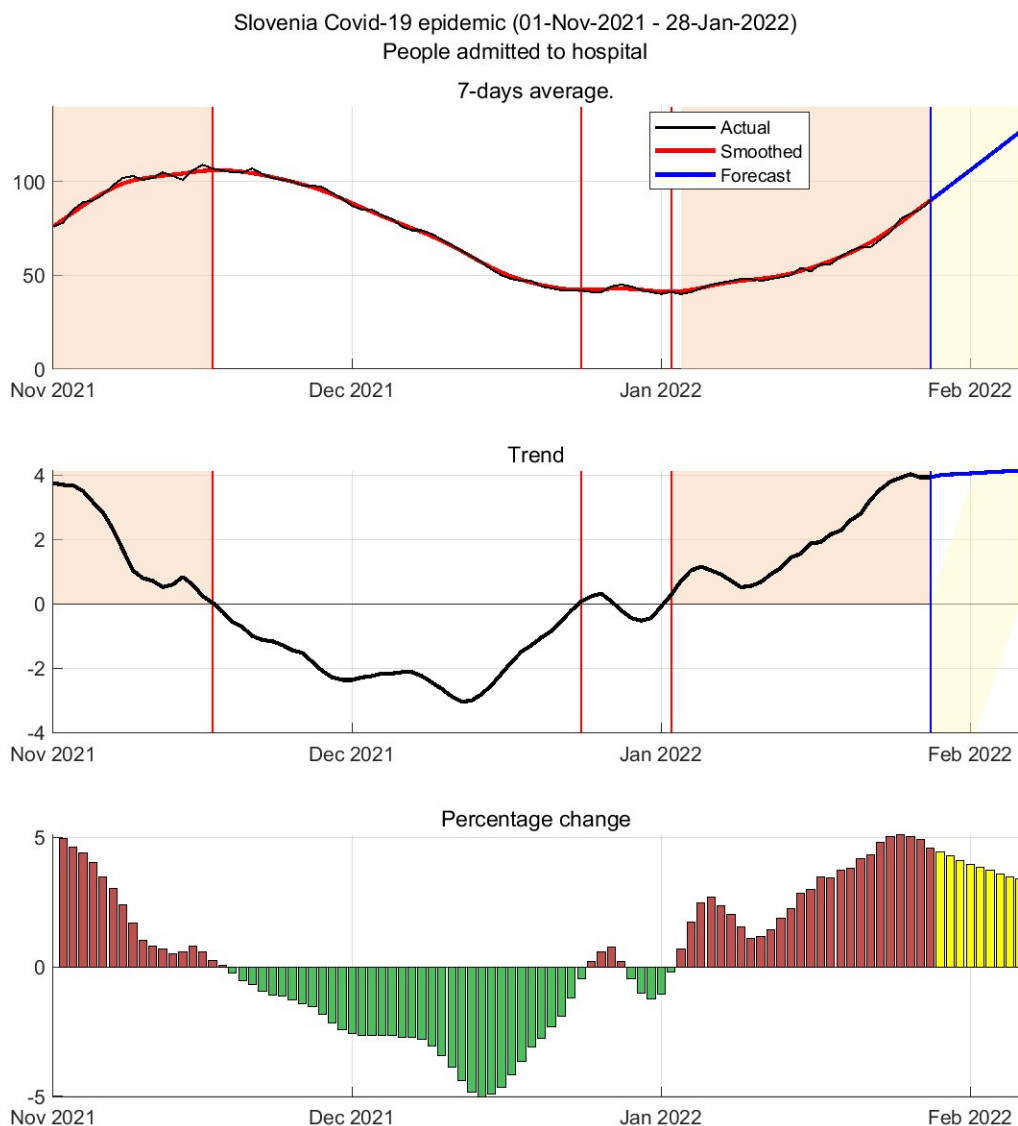 Slovenia Covid-19 epidemic (01-Nov-2021 - 28-Jan-2022)
People admitted to hospital
7-days average.
Actual
Smoothed
Forecast
100
50
0
Nov 2021
Dec 2021
Jan 2022
Feb 2022
Trend
4
2
0
-2
-4
Nov 2021
Dec 2021
Jan 2022
Feb 2022
Percentage change
5
0
-5
Nov 2021
Dec 2021
Jan 2022
Feb 2022